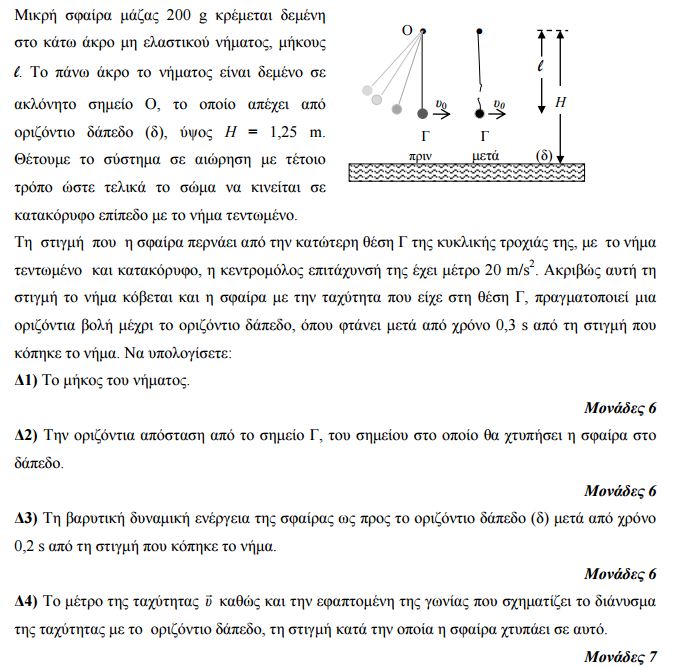 Μικρή σφαίρα μάζας 200 g κρέμεται δεμένη
στο κάτω άκρο μη ελαστικού νήματος, μήκους
ℓ. Το πάνω άκρο το νήματος είναι δεμένο σε
ακλόνητο σημείο Ο, το οποίο απέχει από
οριζόντιο δάπεδο (δ), ύψος H = 1,25 m.
Θέτουμε το σύστημα σε αιώρηση με τέτοιο
τρόπο ώστε τελικά το σώμα να κινείται σε
κατακόρυφο επίπεδο με το νήμα τεντωμένο.
Ο
ℓ
H
υ0
υ0
Γ
Γ
πριν
μετά
(δ)
Τη στιγμή που η σφαίρα περνάει από την κατώτερη θέση Γ της κυκλικής τροχιάς της, με το νήμα
τεντωμένο και κατακόρυφο, η κεντρομόλος επιτάχυνσή της έχει μέτρο 20 m/s². Ακριβώς αυτή τη
στιγμή το νήμα κόβεται και η σφαίρα με την ταχύτητα που είχε στη θέση Γ, πραγματοποιεί μια
οριζόντια βολή μέχρι το οριζόντιο δάπεδο, όπου φτάνει μετά από χρόνο 0,3 s από τη στιγμή που
κόπηκε το νήμα. Να υπολογίσετε:
Δ1) Το μήκος του νήματος.
Μονάδες 6
Δ2) Την οριζόντια απόσταση από το σημείο Γ, του σημείου στο οποίο θα χτυπήσει η σφαίρα στο
δάπεδο.
Μονάδες 6
Δ3) Τη βαρυτική δυναμική ενέργεια της σφαίρας ως προς το οριζόντιο δάπεδο (δ) μετά από χρόνο
0,2 s από τη στιγμή που κόπηκε το νήμα.
Μονάδες 6
Δ4) Το μέτρο της ταχύτητας υ⃗ καθώς και την εφαπτομένη της γωνίας που σχηματίζει το διάνυσμα
της ταχύτητας με το οριζόντιο δάπεδο, τη στιγμή κατά την οποία η σφαίρα χτυπάει σε αυτό.
Μονάδες 7